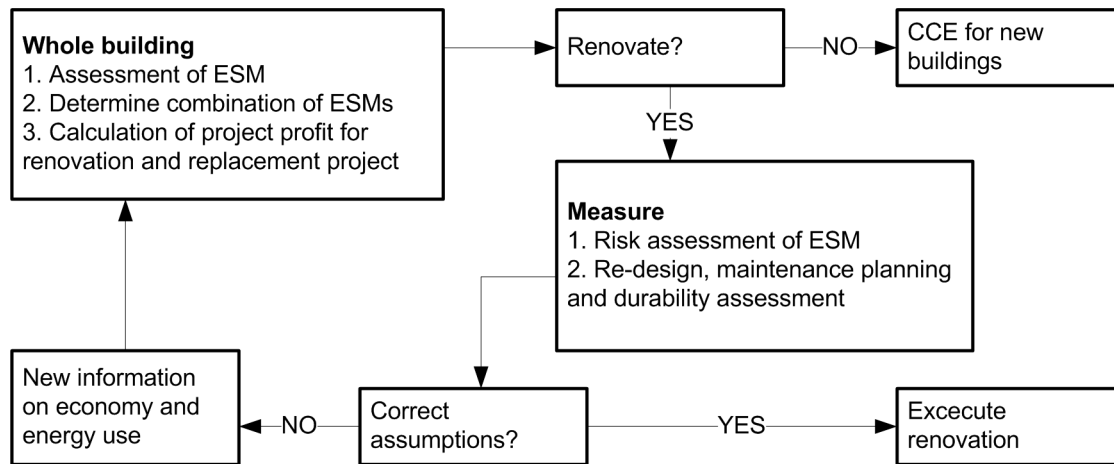 Whole building
1. Assessment of ESM
2. Determine combination of ESMs
3. Calculation of project profit for
renovation and replacement project
Renovate?
NO
CCE for new
buildings
YES
Measure
1. Risk assessment of ESM
2. Re-design, maintenance planning
and durability assessment
New information
on economy and
energy use
NO
Correct
assumptions?
YES
Excecute
renovation